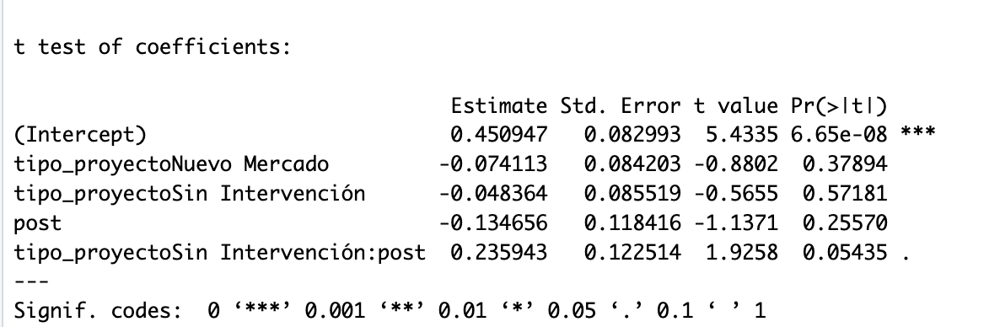 t test of coefficients:
Estimate Std. Error t value Pr(>|t|)
(Intercept) 0.450947 0.082993 5.4335 6.65e-08 ***
tipo_proyectoNuevo Mercado -0.074113 0.084203 -0.8802 0.37894
tipo_proyectoSin Intervención -0.048364 0.085519 -0.5655 0.57181
post -0.134656 0.118416 -1.1371 0.25570
tipo_proyectoSin Intervención:post 0.235943 0.122514 1.9258 0.05435 .
---
Signif. codes: 0 ‘***’ 0.001 ‘**’ 0.01 ‘*’ 0.05 ‘.’ 0.1 ‘ ’ 1